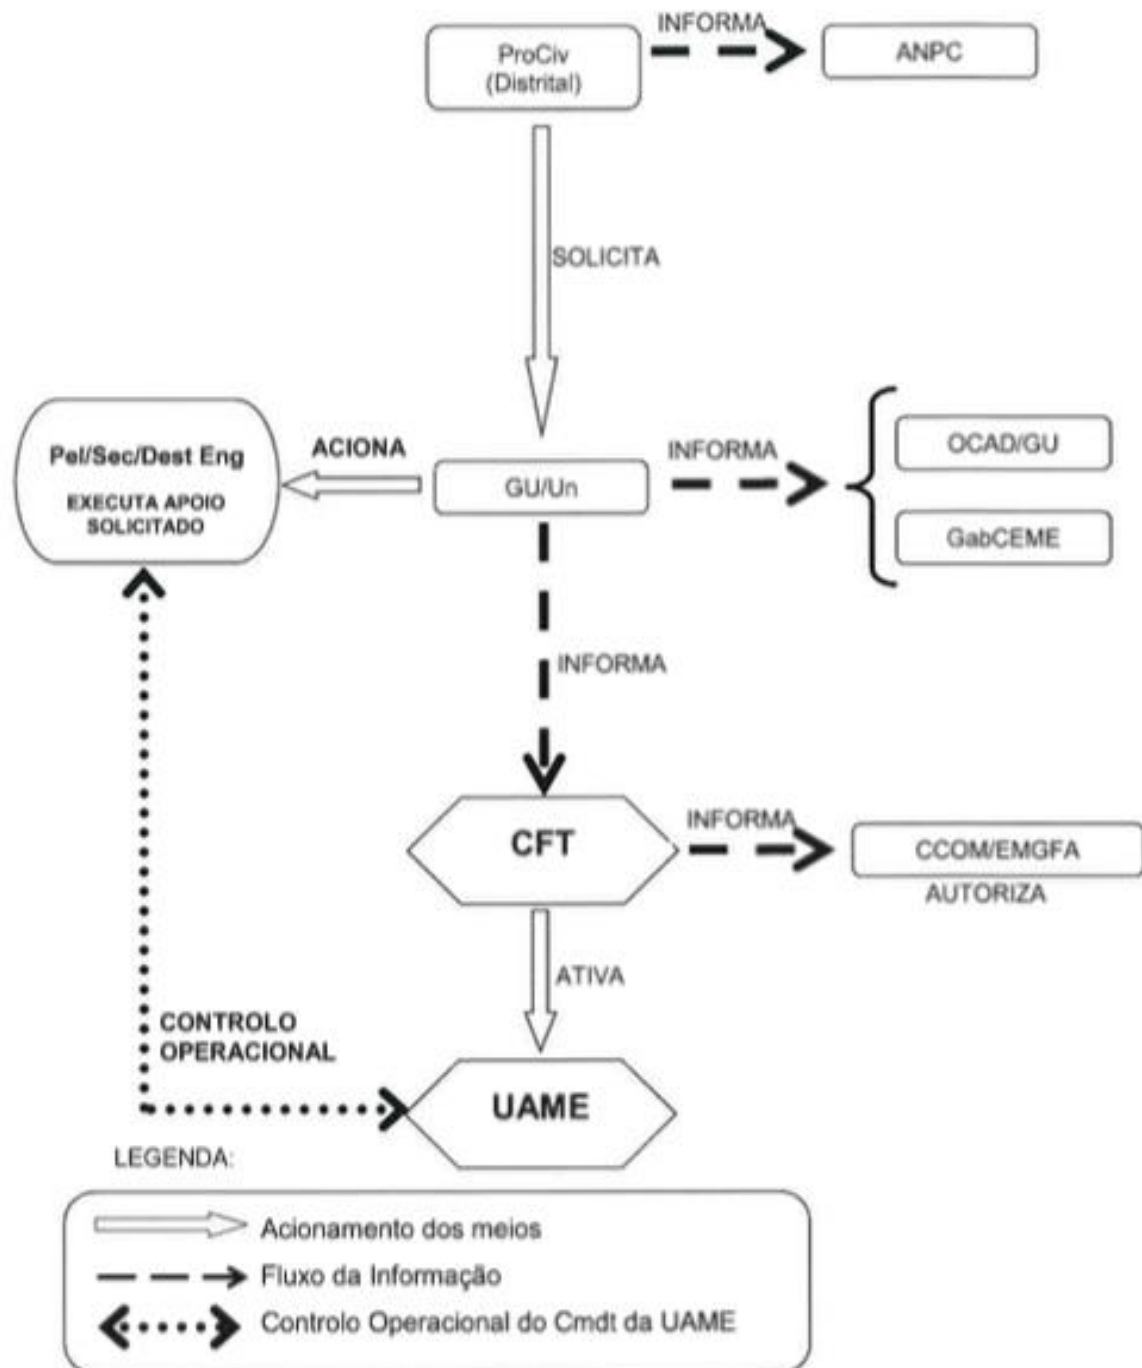 INFORMA
ProCiv
(Distrital)
ANPC
SOLICITA
Pel/Sec/Dest Eng
EXECUTA APOIO
SOLICITADO
ACIONA
GU/Un
INFORMA
OCAD/GU
GabCEME
INFORMA
CFT
INFORMA
CCOM/EMGFA
AUTORIZA
ATIVA
CONTROLO
OPERACIONAL
UAME
LEGENDA:
Acionamento dos meios
Fluxo da Informação
Controlo Operacional do Cmdt da UAME